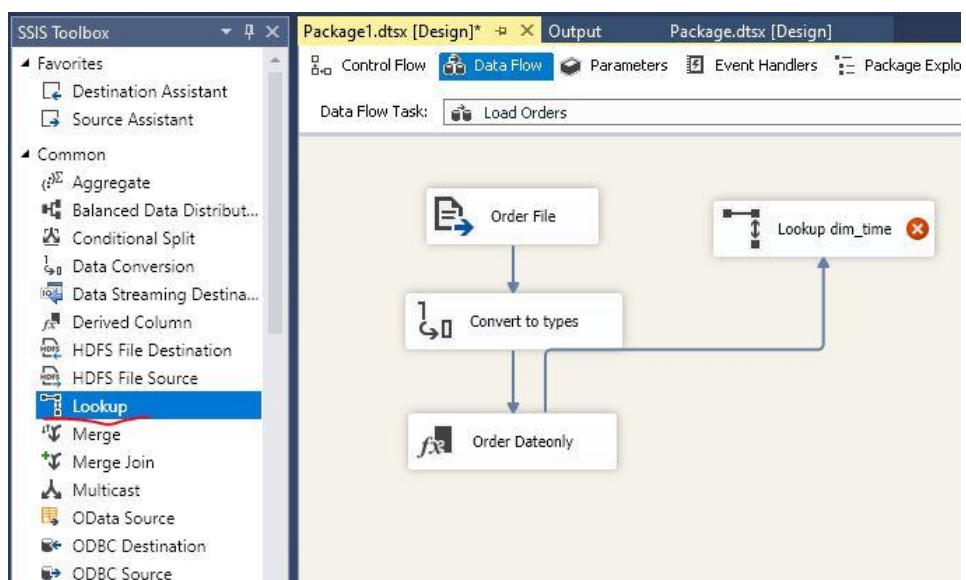 SSIS Toolbox
Package1.dtsx [Design]*
Output
Package.dtsx [Design]
Favorites
Destination Assistant
Source Assistant
Common
Aggregate
Balanced Data Distribut...
Conditional Split
Data Conversion
Data Streaming Destina...
Derived Column
HDFS File Destination
HDFS File Source
Lookup
Merge
Merge Join
Multicast
OData Source
ODBC Destination
ODBC Source
Control Flow
Data Flow
Parameters
Event Handlers
Package Explo
Data Flow Task:
Load Orders
Order File
Lookup dim_time
Convert to types
Order Dateonly